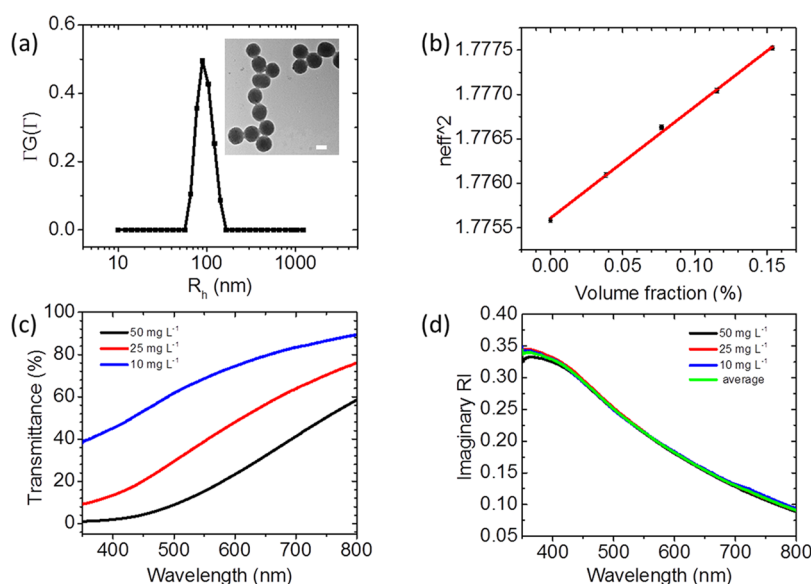 (a)
0.6
0.4
0.2
0.0
ΓG(Γ)
10
100
1000
R_h (nm)
(b)
1.7775
1.7770
1.7765
1.7760
1.7755
neff^2
0.00
0.05
0.10
0.15
Volume fraction (%)
(c)
100
80
60
40
20
0
Transmittance (%)
50 mg L⁻¹
25 mg L⁻¹
10 mg L⁻¹
400
500
600
700
800
Wavelength (nm)
(d)
0.40
0.35
0.30
0.25
0.20
0.15
0.10
0.05
Imaginary RI
50 mg L⁻¹
25 mg L⁻¹
10 mg L⁻¹
average
400
500
600
700
800
Wavelength (nm)